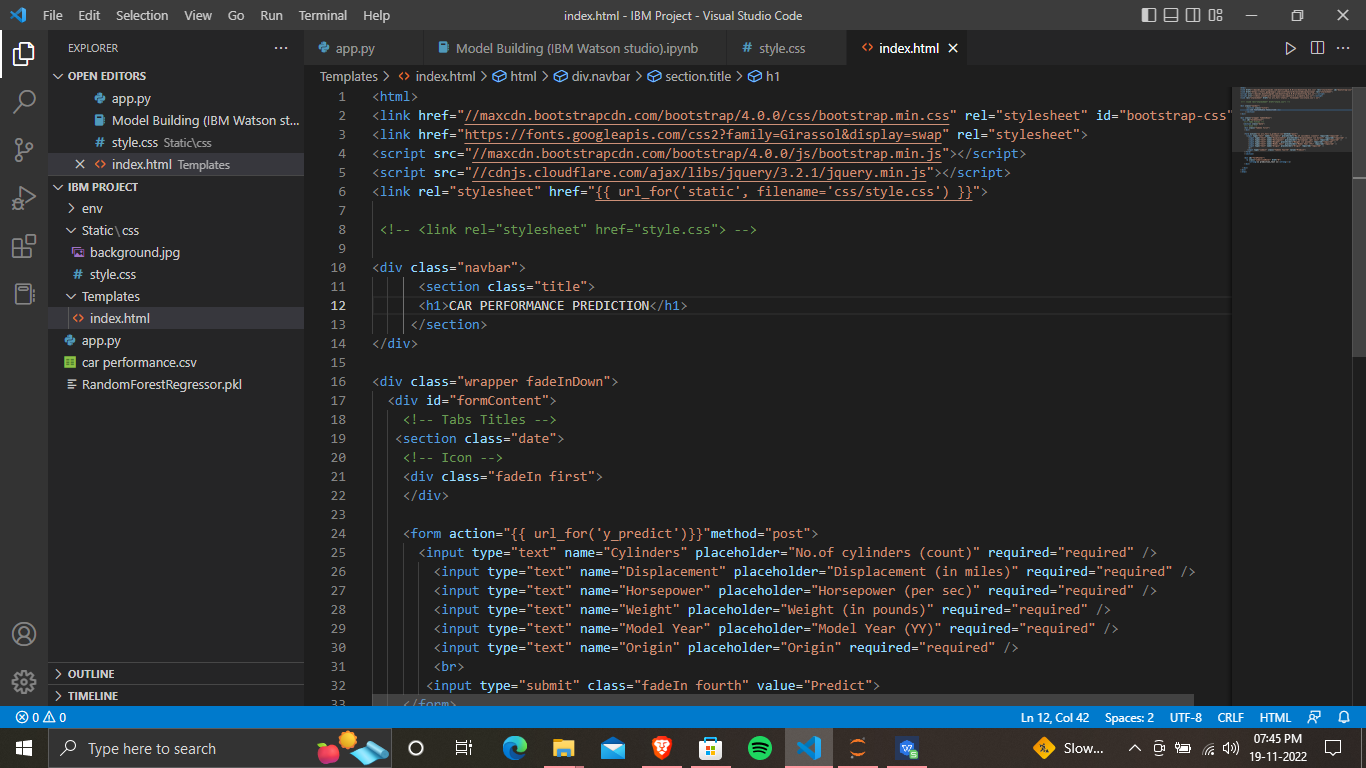 File Edit Selection View Go Run Terminal Help
index.html - IBM Project - Visual Studio Code
EXPLORER
OPEN EDITORS
app.py
Model Building (IBM Watson st...
style.css Static\css
index.html Templates
IBM PROJECT
env
Static\css
background.jpg
style.css
Templates
index.html
app.py
car performance.csv
RandomForestRegressor.pkl
OUTLINE
TIMELINE
app.py Model Building (IBM Watson studio).ipynb style.css index.html
Templates > index.html > html > div.navbar > section.title > h1
1 <html>
2 <link href="//maxcdn.bootstrapcdn.com/bootstrap/4.0.0/css/bootstrap.min.css" rel="stylesheet" id="bootstrap-css"
3 <link href="https://fonts.googleapis.com/css2?family=Girassol&display=swap" rel="stylesheet">
4 <script src="//maxcdn.bootstrapcdn.com/bootstrap/4.0.0/js/bootstrap.min.js"></script>
5 <script src="//cdnjs.cloudflare.com/ajax/libs/jquery/3.2.1/jquery.min.js"></script>
6 <link rel="stylesheet" href="{{ url_for('static', filename='css/style.css') }}">
7
8 <!-- <link rel="stylesheet" href="style.css"> -->
9
10 <div class="navbar">
11 <section class="title">
12 <h1>CAR PERFORMANCE PREDICTION</h1>
13 </section>
14 </div>
15
16 <div class="wrapper fadeInDown">
17 <div id="formContent">
18 <!-- Tabs Titles -->
19 <section class="date">
20 <!-- Icon -->
21 <div class="fadeIn first">
22 </div>
23
24 <form action="{{ url_for('y_predict')}}"method="post">
25 <input type="text" name="Cylinders" placeholder="No.of cylinders (count)" required="required" />
26 <input type="text" name="Displacement" placeholder="Displacement (in miles)" required="required" />
27 <input type="text" name="Horsepower" placeholder="Horsepower (per sec)" required="required" />
28 <input type="text" name="Weight" placeholder="Weight (in pounds)" required="required" />
29 <input type="text" name="Model Year" placeholder="Model Year (YY)" required="required" />
30 <input type="text" name="Origin" placeholder="Origin" required="required" />
31 <br>
32 <input type="submit" class="fadeIn fourth" value="Predict">
33 </form>
0 0
Ln 12, Col 42 Spaces: 2 UTF-8 CRLF HTML
Type here to search
Slow...
07:45 PM
19-11-2022